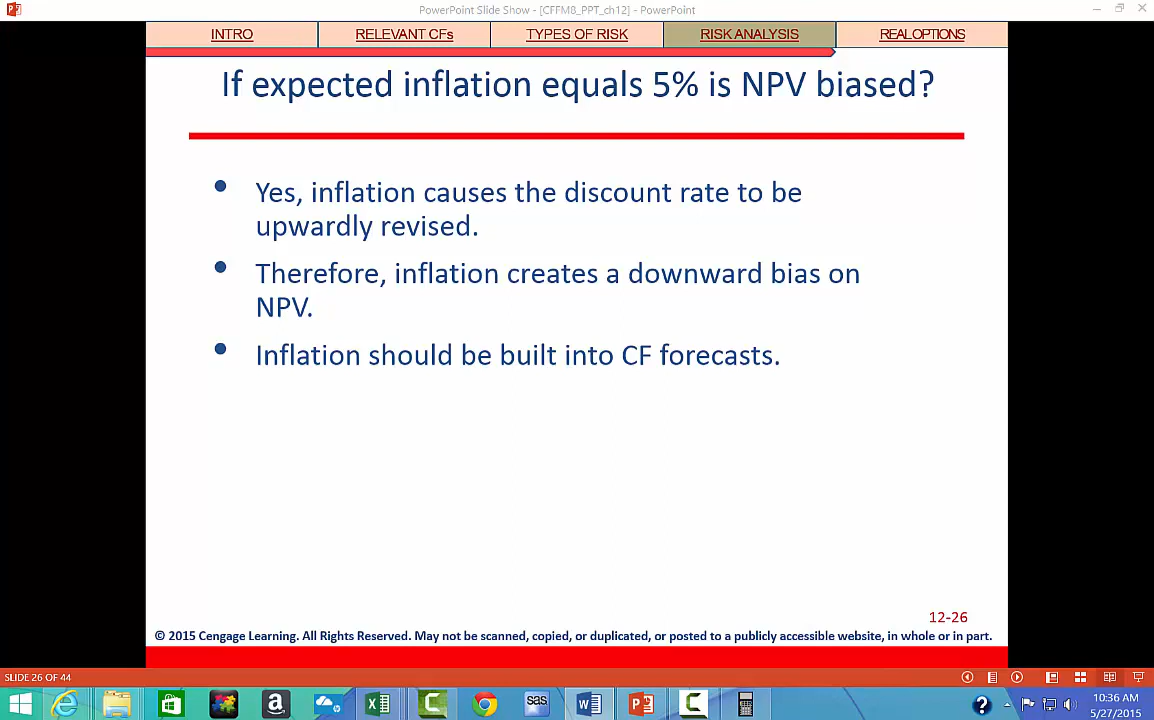 PowerPoint Slide Show - [CFFM8_PPT_ch12] - PowerPoint
INTRO
RELEVANT CFs
TYPES OF RISK
RISK ANALYSIS
REAL OPTIONS
If expected inflation equals 5% is NPV biased?
• Yes, inflation causes the discount rate to be
upwardly revised.
• Therefore, inflation creates a downward bias on
NPV.
• Inflation should be built into CF forecasts.
12-26
© 2015 Cengage Learning. All Rights Reserved. May not be scanned, copied, or duplicated, or posted to a publicly accessible website, in whole or in part.
SLIDE 26 OF 44
a
sas
10:36 AM
5/27/2015